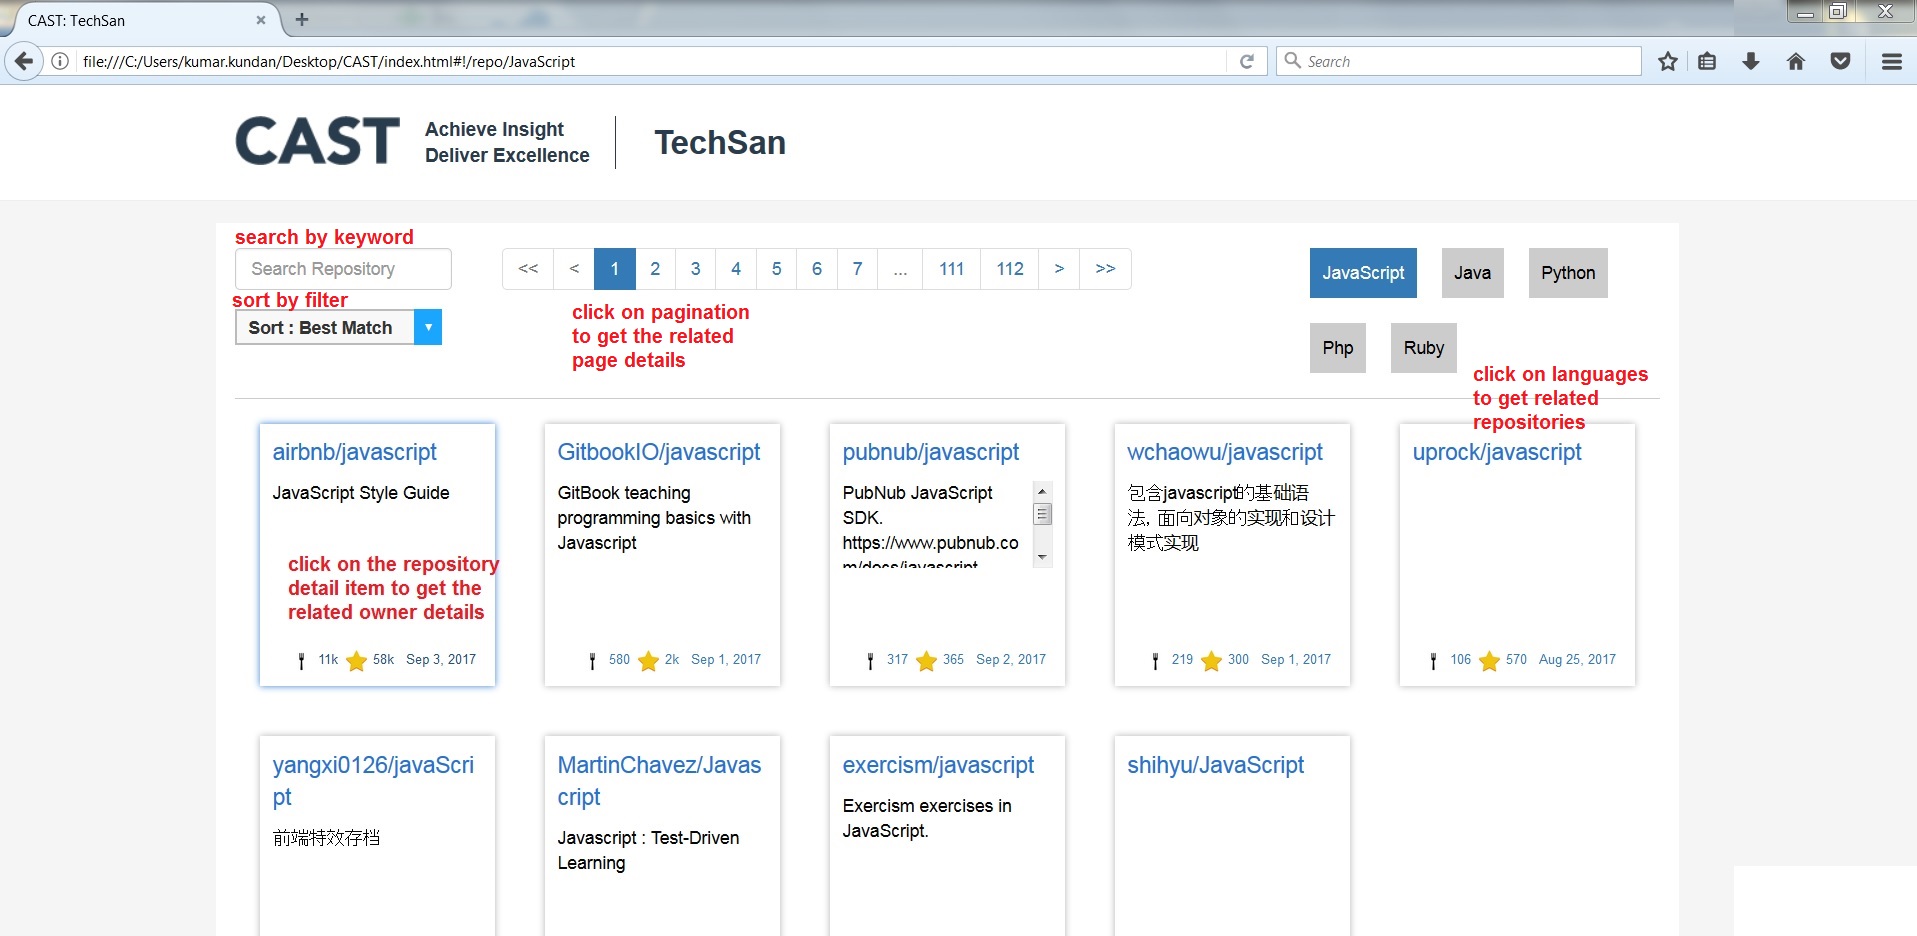 CAST: TechSan
file:///C:/Users/kumar.kundan/Desktop/CAST/index.html#!/repo/JavaScript
Search
CAST
Achieve Insight
Deliver Excellence
TechSan
search by keyword
Search Repository
<< < 1 2 3 4 5 6 7 ... 111 112 > >>
JavaScript Java Python
sort by filter
Sort : Best Match
click on pagination
to get the related
page details
Php Ruby
click on languages
to get related
repositories
airbnb/javascript
JavaScript Style Guide
click on the repository
detail item to get the
related owner details
11k 58k Sep 3, 2017
GitbookIO/javascript
GitBook teaching
programming basics with
Javascript
580 2k Sep 1, 2017
pubnub/javascript
PubNub JavaScript
SDK.
https://www.pubnub.co
m/docs/javascript
317 365 Sep 2, 2017
wchaowu/javascript
包含javascript的基础语
法, 面向对象的实现和设计
模式实现
219 300 Sep 1, 2017
uprock/javascript
106 570 Aug 25, 2017
yangxi0126/javaScri
pt
前端特效存档
MartinChavez/Javas
cript
Javascript : Test-Driven
Learning
exercism/javascript
Exercism exercises in
JavaScript.
shihyu/JavaScript